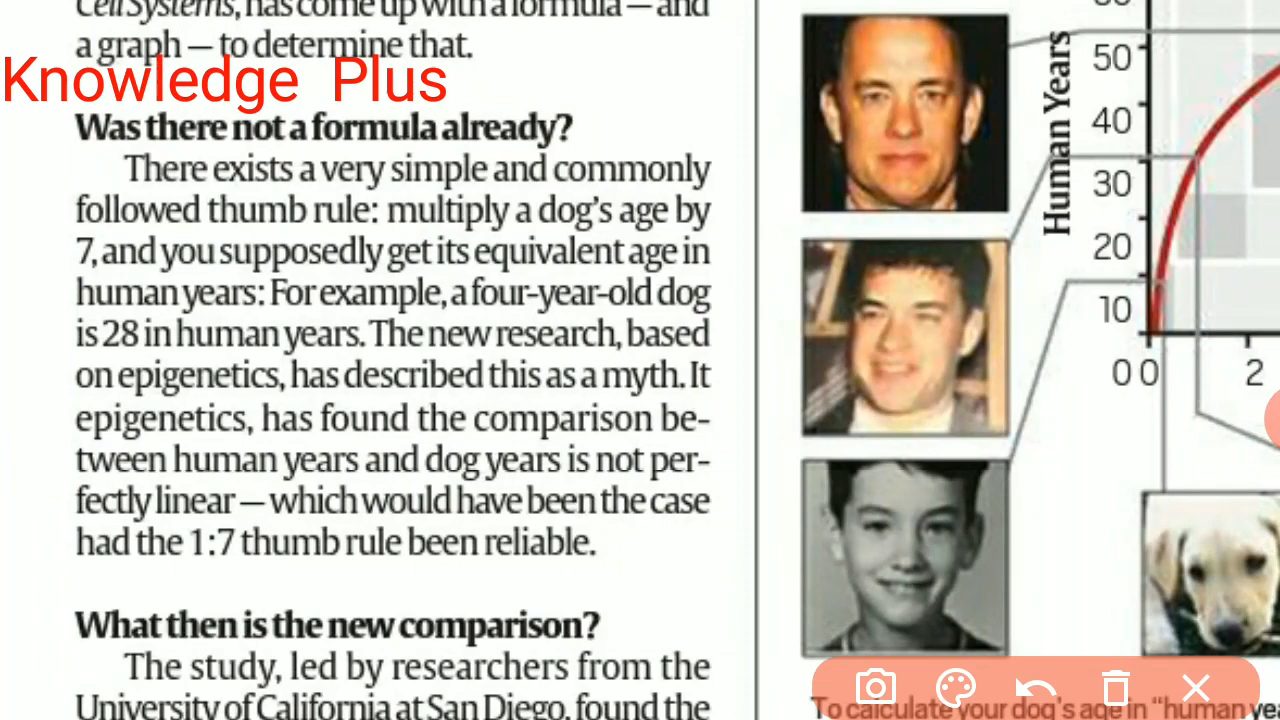 Cell Systems, has come up with a formula — and
a graph — to determine that.
Knowledge Plus
Was there not a formula already?
There exists a very simple and commonly
followed thumb rule: multiply a dog's age by
7, and you supposedly get its equivalent age in
human years: For example, a four-year-old dog
is 28 in human years. The new research, based
on epigenetics, has described this as a myth. It
epigenetics, has found the comparison be-
tween human years and dog years is not per-
fectly linear — which would have been the case
had the 1:7 thumb rule been reliable.
What then is the new comparison?
The study, led by researchers from the
University of California at San Diego, found the
Human Years
50
40
30
20
10
0 0 2
To calculate your dog's age in "human yea